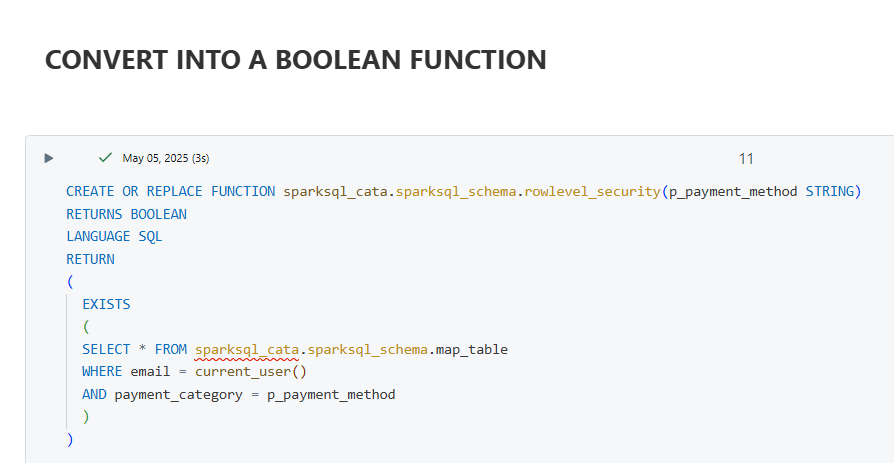 CONVERT INTO A BOOLEAN FUNCTION
May 05, 2025 (3s)
11
CREATE OR REPLACE FUNCTION sparksql_cata.sparksql_schema.rowlevel_security(p_payment_method STRING)
RETURNS BOOLEAN
LANGUAGE SQL
RETURN
(
EXISTS
(
SELECT * FROM sparksql_cata.sparksql_schema.map_table
WHERE email = current_user()
AND payment_category = p_payment_method
)
)